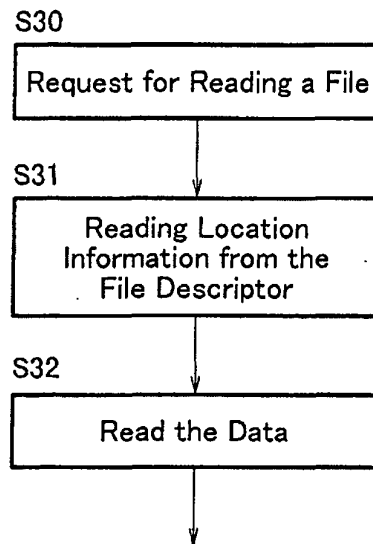 S30
Request for Reading a File
S31
Reading Location
Information from the
File Descriptor
S32
Read the Data